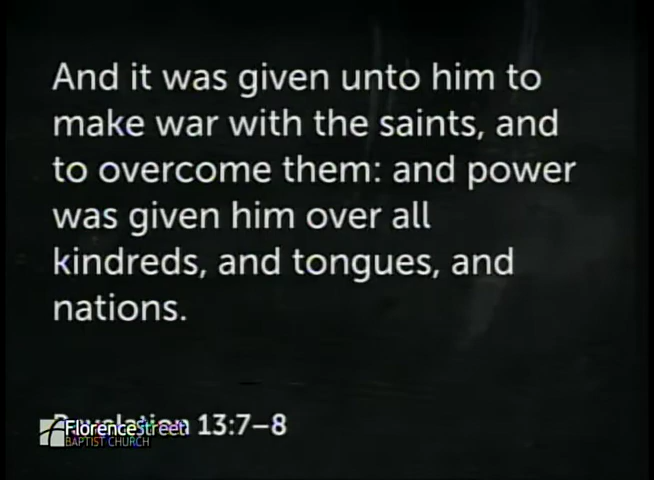 And it was given unto him to
make war with the saints, and
to overcome them: and power
was given him over all
kindreds, and tongues, and
nations.
Revelation 13:7–8
FlorenceStreet
BAPTIST CHURCH